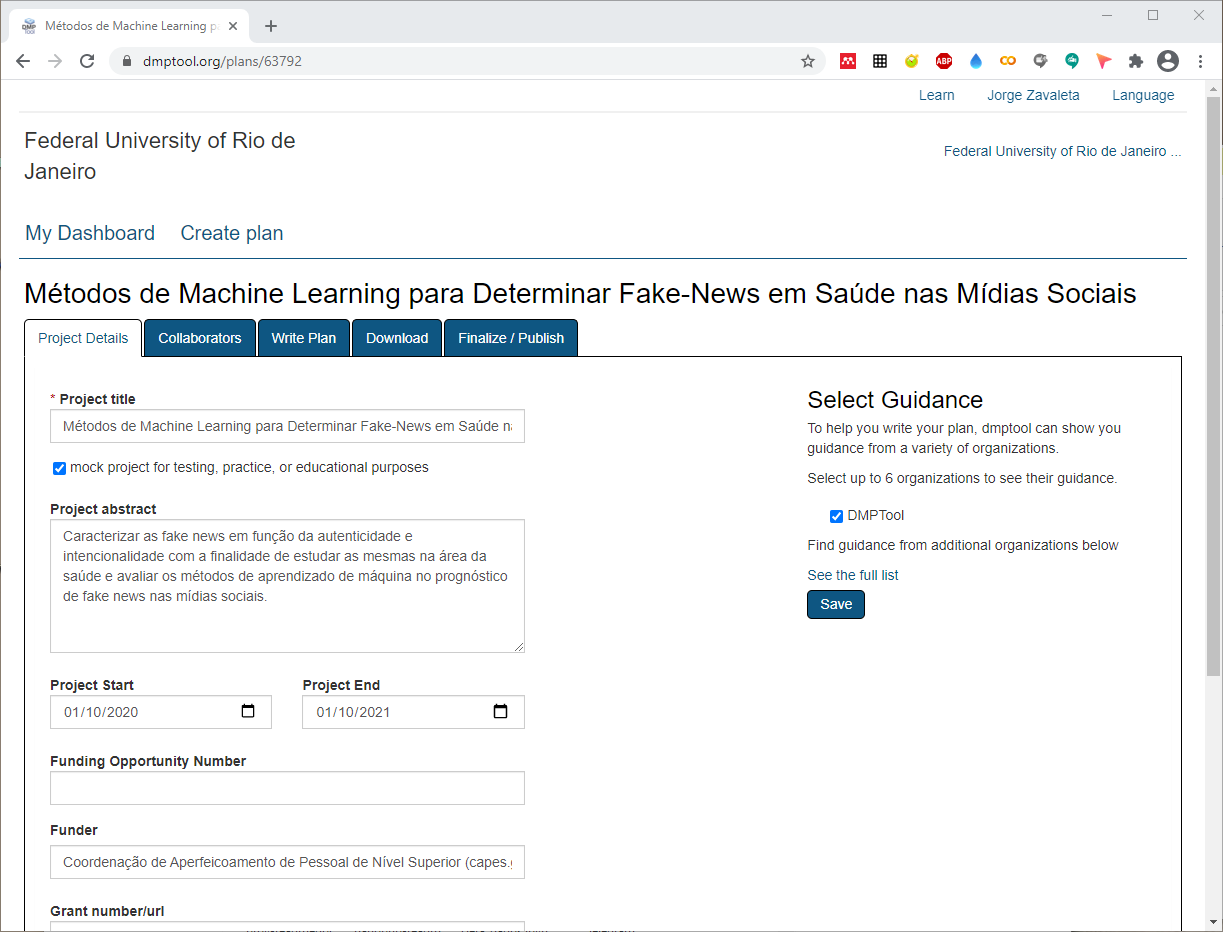 Métodos de Machine Learning pa
dmptool.org/plans/63792
ABP
Learn Jorge Zavaleta Language
Federal University of Rio de
Janeiro
Federal University of Rio de Janeiro ...
My Dashboard Create plan
Métodos de Machine Learning para Determinar Fake-News em Saúde nas Mídias Sociais
Project Details Collaborators Write Plan Download Finalize / Publish
* Project title
Métodos de Machine Learning para Determinar Fake-News em Saúde na
mock project for testing, practice, or educational purposes
Project abstract
Caracterizar as fake news em função da autenticidade e
intencionalidade com a finalidade de estudar as mesmas na área da
saúde e avaliar os métodos de aprendizado de máquina no prognóstico
de fake news nas mídias sociais.
Project Start Project End
01/10/2020 01/10/2021
Funding Opportunity Number
Funder
Coordenação de Aperfeicoamento de Pessoal de Nível Superior (capes.g
Grant number/url
Select Guidance
To help you write your plan, dmptool can show you
guidance from a variety of organizations.
Select up to 6 organizations to see their guidance.
DMPTool
Find guidance from additional organizations below
See the full list
Save